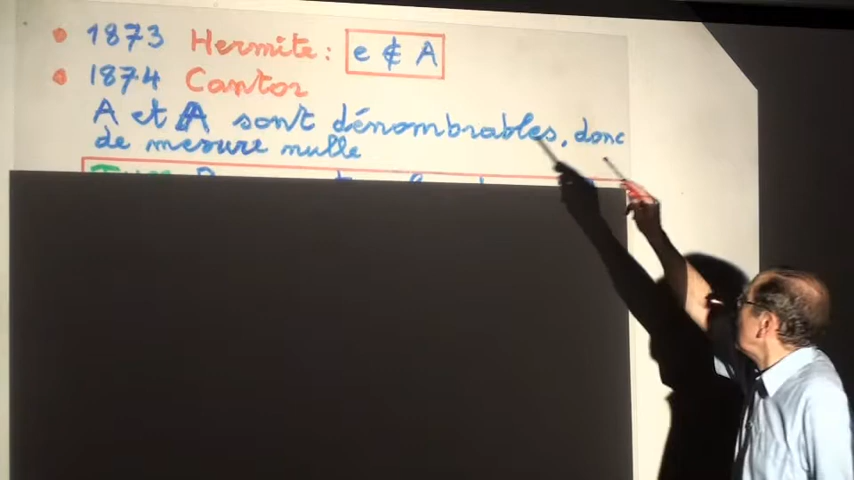 • 1873 Hermite : e ∉ A
• 1874 Cantor
A et A sont dénombrables, donc
de mesure nulle